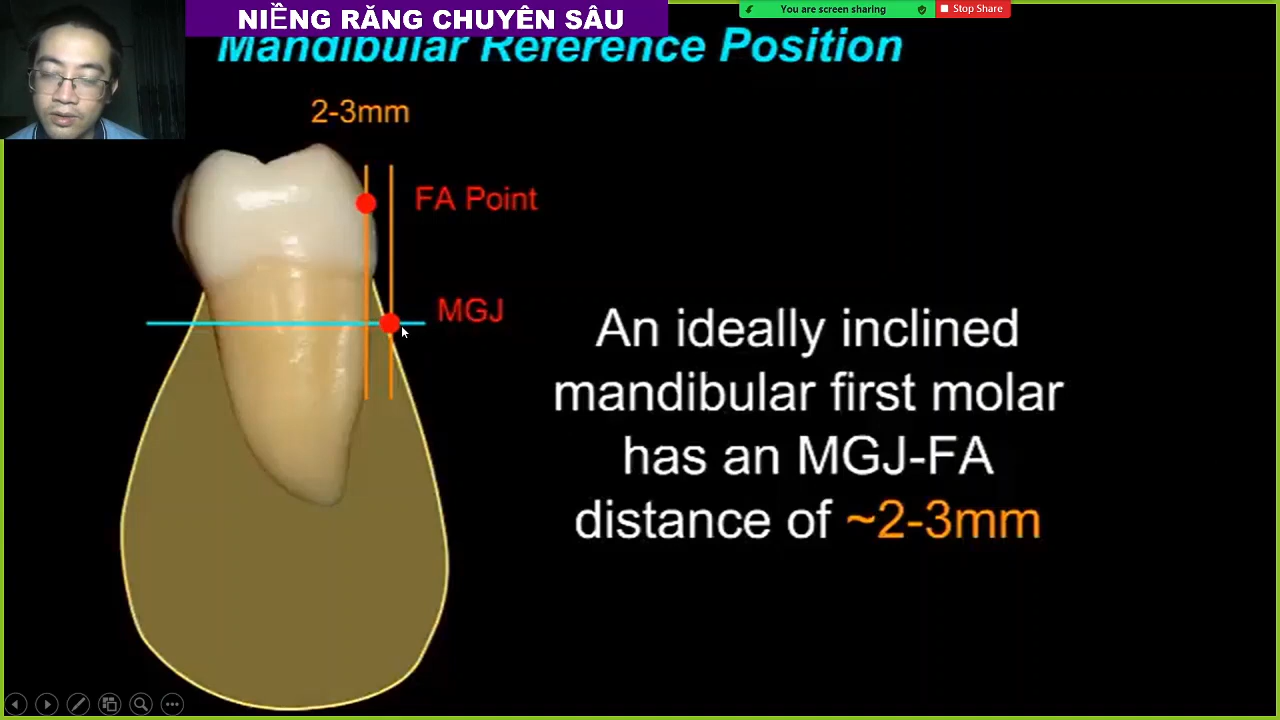 NIỀNG RĂNG CHUYÊN SÂU
You are screen sharing
Stop Share
Mandibular Reference Position
2-3mm
FA Point
MGJ
An ideally inclined
mandibular first molar
has an MGJ-FA
distance of ~2-3mm